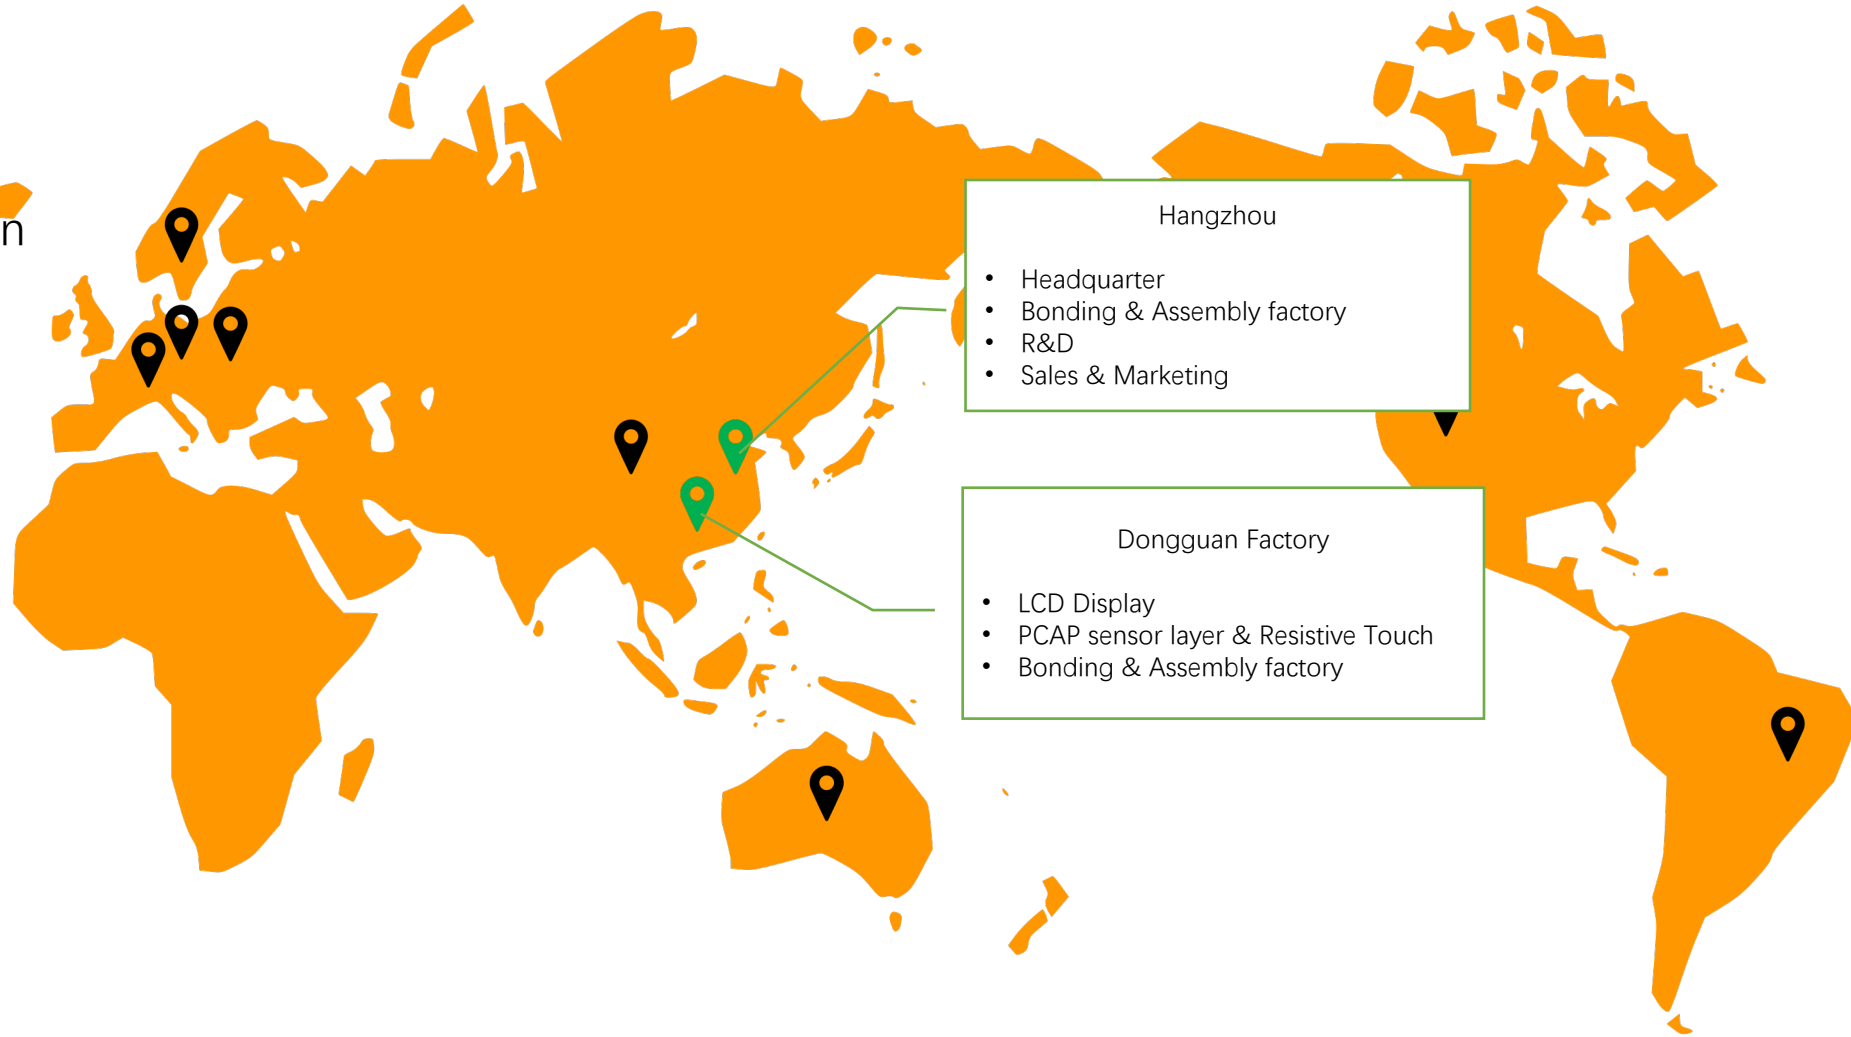 n
Hangzhou
• Headquarter
• Bonding & Assembly factory
• R&D
• Sales & Marketing
Dongguan Factory
• LCD Display
• PCAP sensor layer & Resistive Touch
• Bonding & Assembly factory